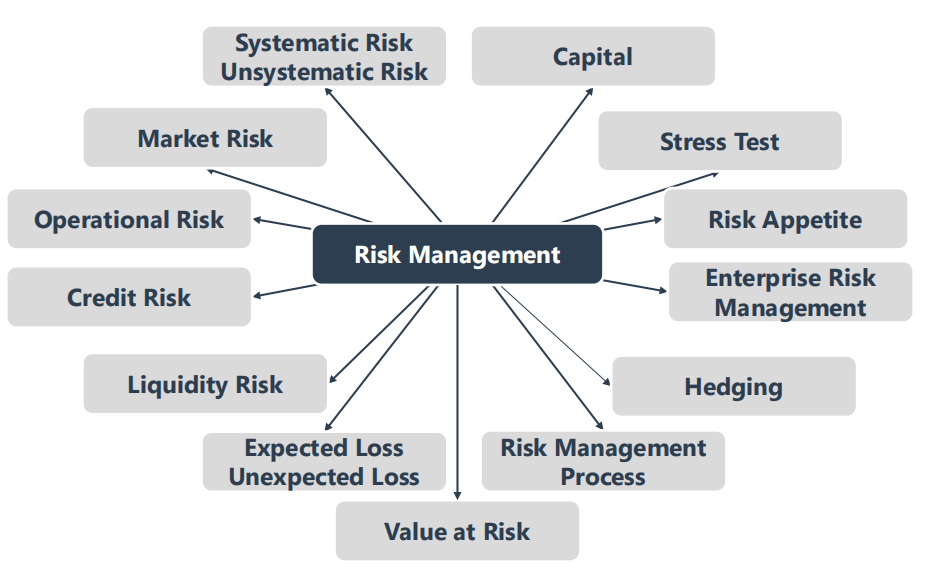 Systematic Risk
Unsystematic Risk
Capital
Market Risk
Stress Test
Operational Risk
Risk Appetite
Risk Management
Credit Risk
Enterprise Risk
Management
Liquidity Risk
Hedging
Expected Loss
Unexpected Loss
Risk Management
Process
Value at Risk